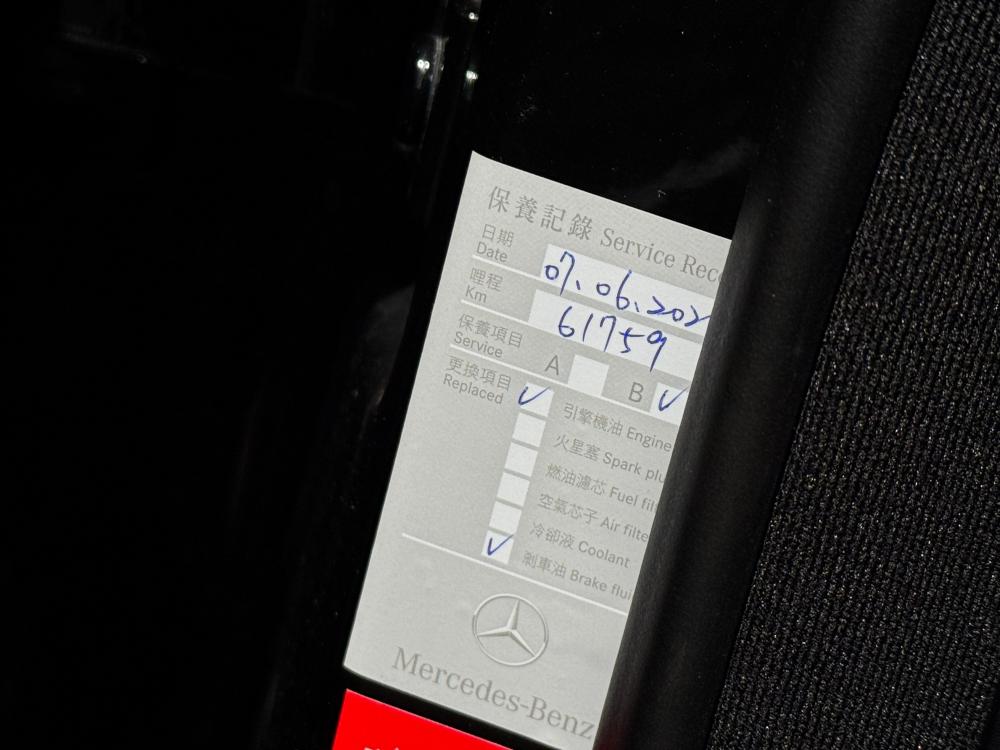 保養記錄 Service Rec
日期 07.06.202
Date
哩程 61759
Km
保養項目 A B ✓
Service
更換項目 ✓ 引擎機油 Engine
Replaced
火星塞 Spark plu
燃油濾芯 Fuel fil
空氣芯子 Air filte
冷卻液 Coolant
✓ 剎車油 Brake flui
Mercedes-Benz